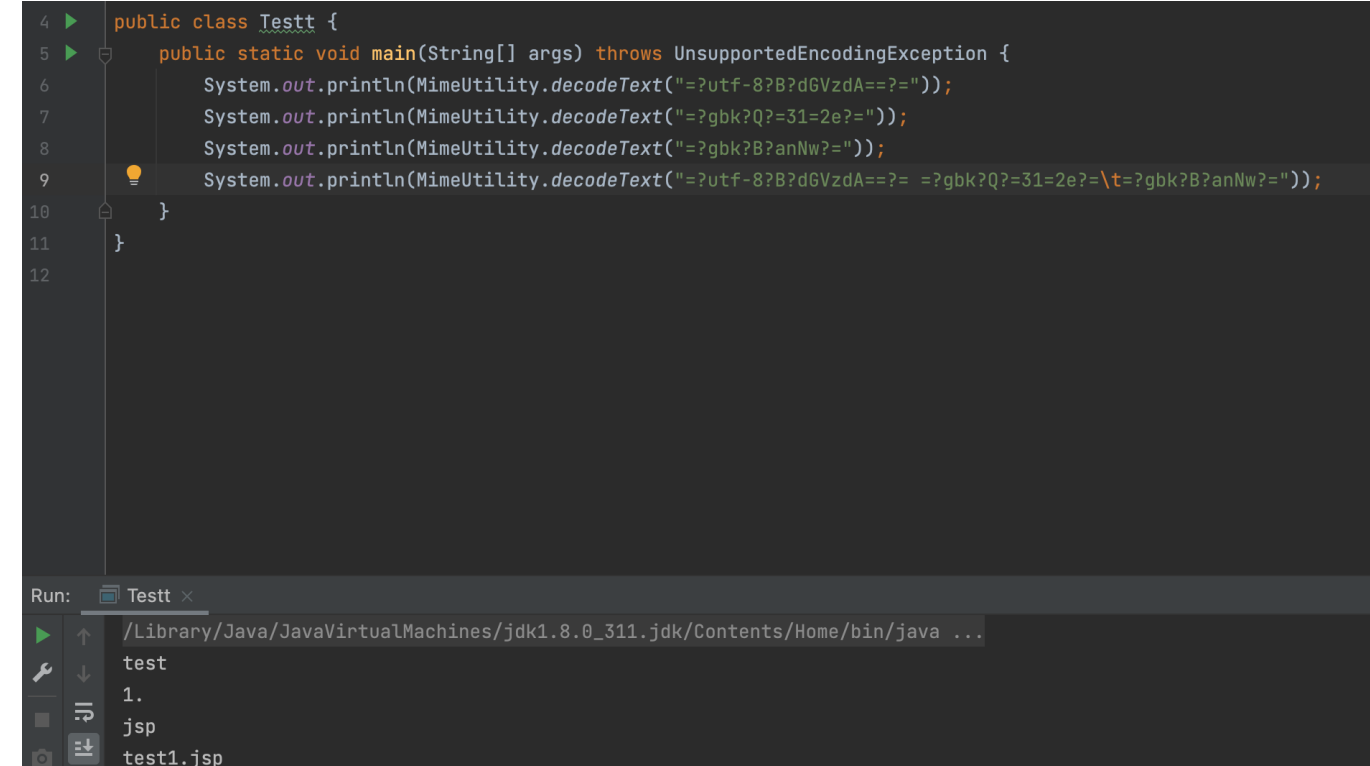 4 public class Testt {
5 public static void main(String[] args) throws UnsupportedEncodingException {
6 System.out.println(MimeUtility.decodeText("=?utf-8?B?dGVzdA==?="));
7 System.out.println(MimeUtility.decodeText("=?gbk?Q?=31=2e?="));
8 System.out.println(MimeUtility.decodeText("=?gbk?B?anNw?="));
9 System.out.println(MimeUtility.decodeText("=?utf-8?B?dGVzdA==?= =?gbk?Q?=31=2e?=\t=?gbk?B?anNw?="));
10 }
11 }
12
Run: Testt ×
/Library/Java/JavaVirtualMachines/jdk1.8.0_311.jdk/Contents/Home/bin/java ...
test
1.
jsp
test1.jsp